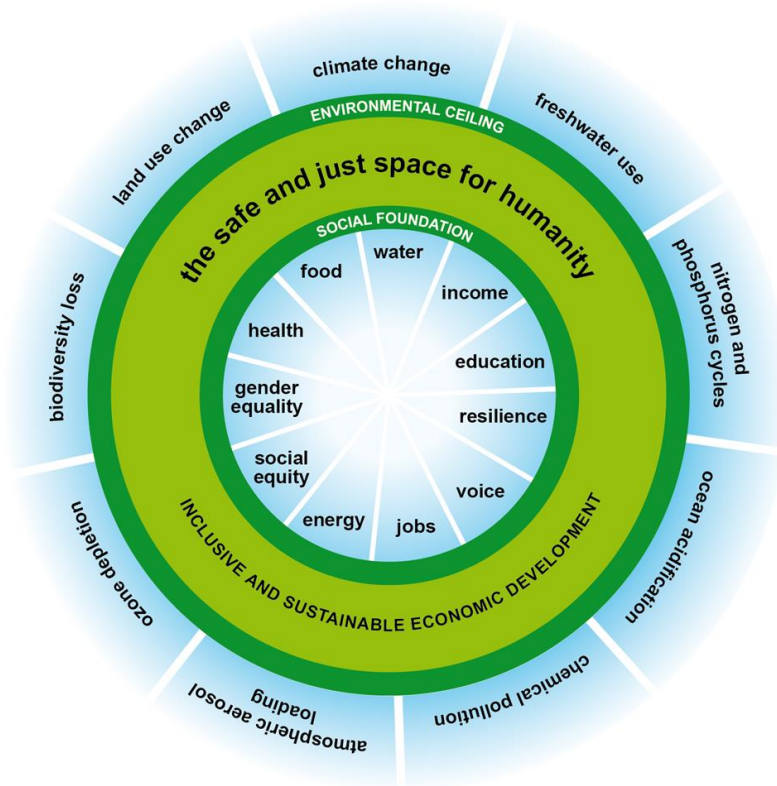 climate change
freshwater use
nitrogen and
phosphorus cycles
ocean acidification
chemical pollution
atmospheric aerosol
loading
ozone depletion
biodiversity loss
land use change
ENVIRONMENTAL CEILING
the safe and just space for humanity
SOCIAL FOUNDATION
water
income
education
resilience
voice
jobs
energy
social
equity
gender
equality
health
food
INCLUSIVE AND SUSTAINABLE ECONOMIC DEVELOPMENT